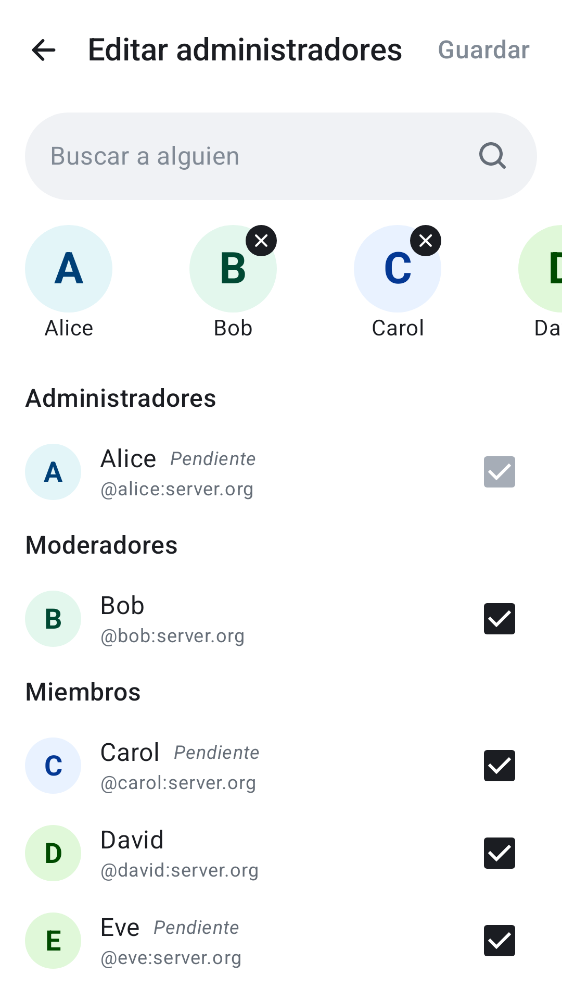 Editar administradores Guardar
Buscar a alguien
A B C D
Alice Bob Carol Da
Administradores
A Alice Pendiente
@alice:server.org
Moderadores
B Bob
@bob:server.org
Miembros
C Carol Pendiente
@carol:server.org
D David
@david:server.org
E Eve Pendiente
@eve:server.org